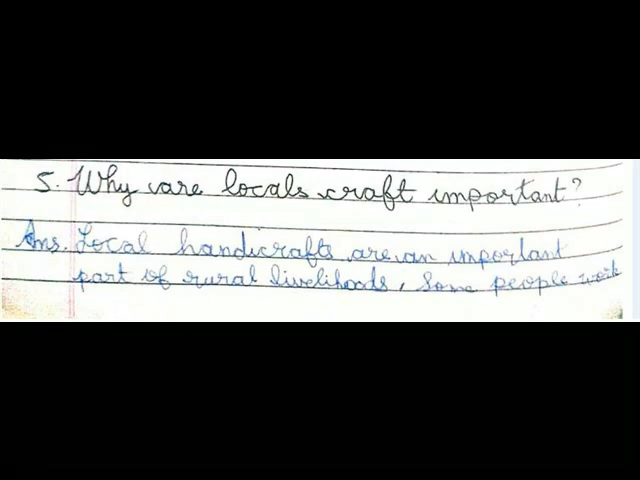 5. Why are locals craft important?
Ans. Local handicrafts are an important
part of rural livelihoods, Some people work